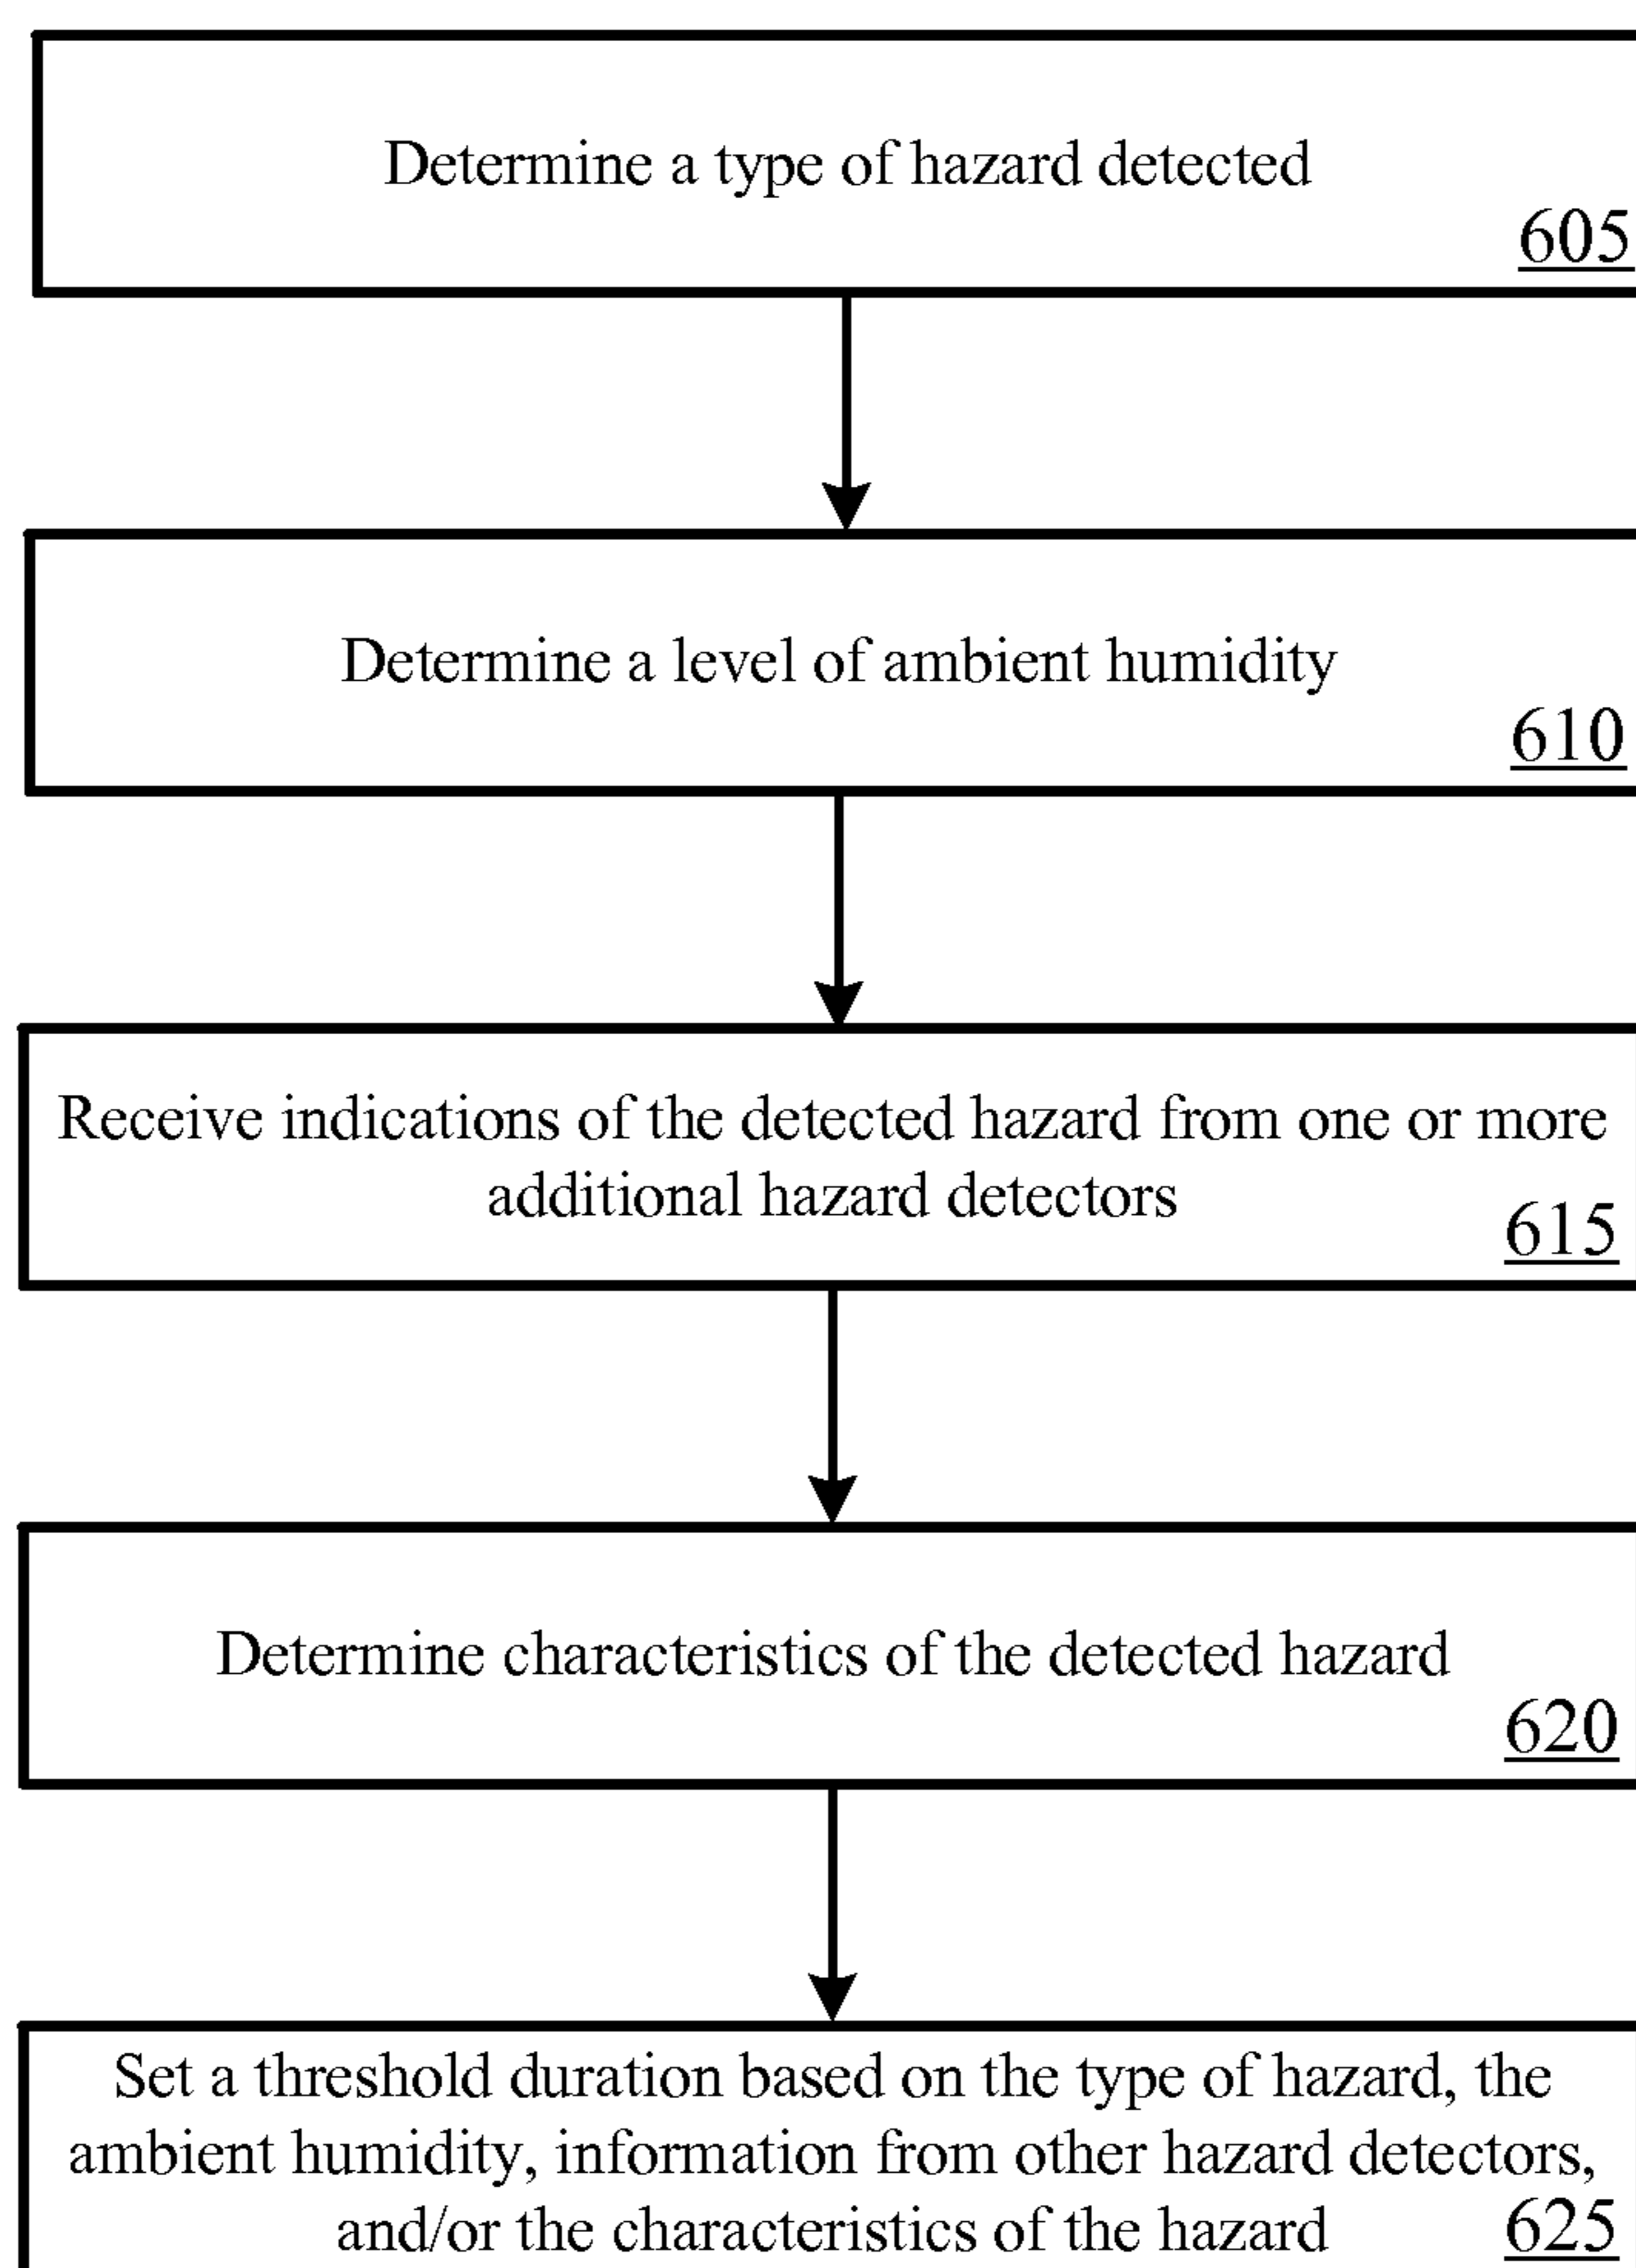 Determine a type of hazard detected
605
Determine a level of ambient humidity
610
Receive indications of the detected hazard from one or more
additional hazard detectors
615
Determine characteristics of the detected hazard
620
Set a threshold duration based on the type of hazard, the
ambient humidity, information from other hazard detectors,
and/or the characteristics of the hazard
625